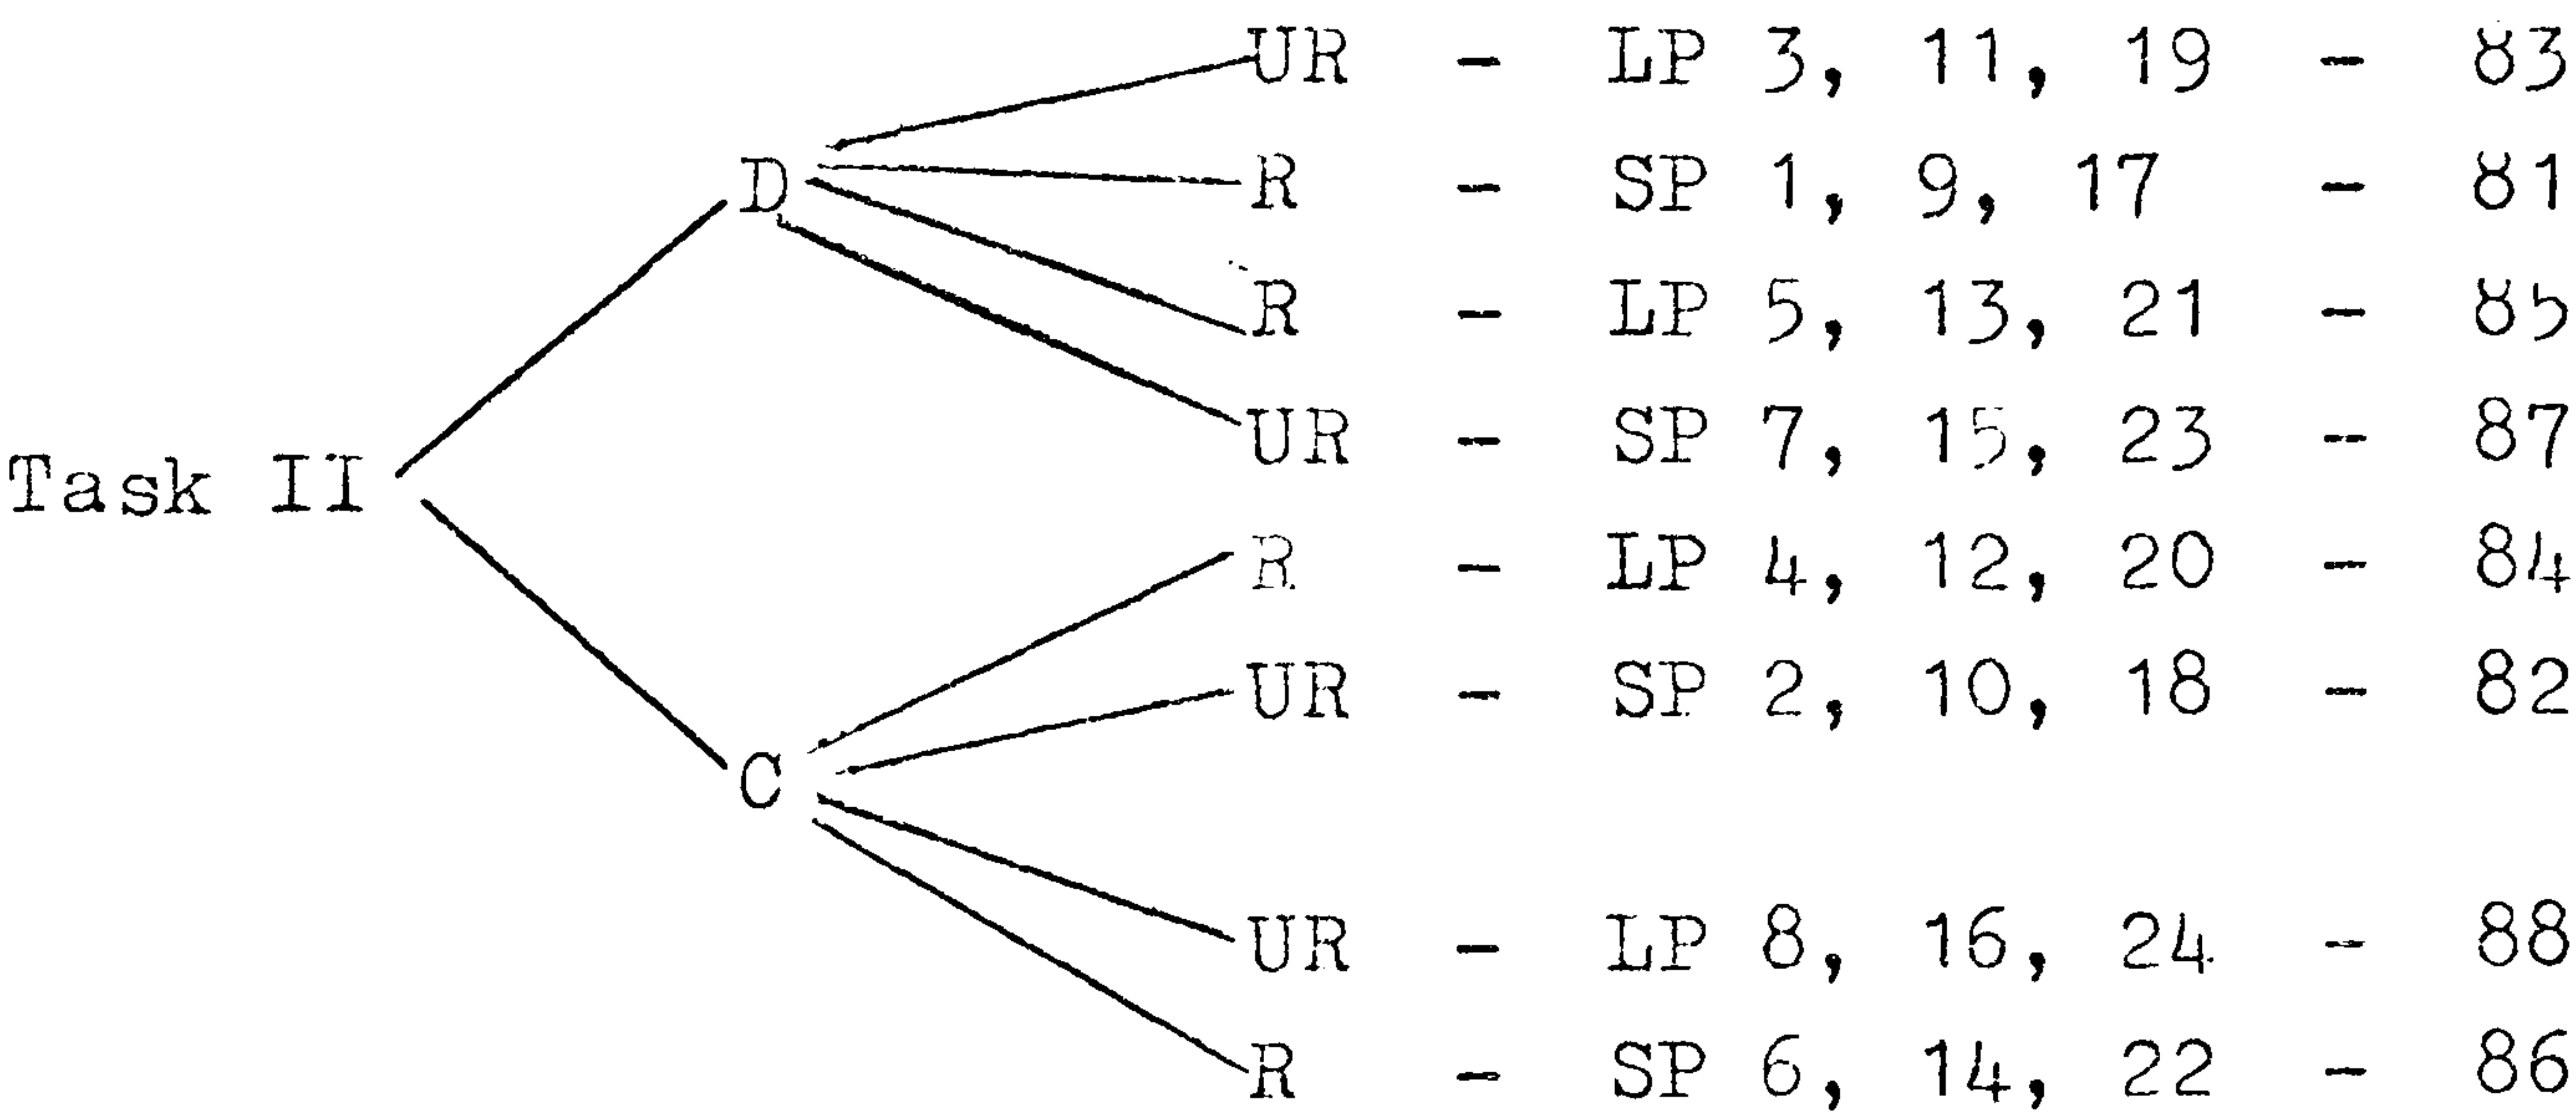 UR - LP 3, 11, 19 - 83
D
R - SP 1, 9, 17 - 81
R - LP 5, 13, 21 - 85
UR - SP 7, 15, 23 - 87
Task II
R - LP 4, 12, 20 - 84
UR - SP 2, 10, 18 - 82
C
UR - LP 8, 16, 24 - 88
R - SP 6, 14, 22 - 86